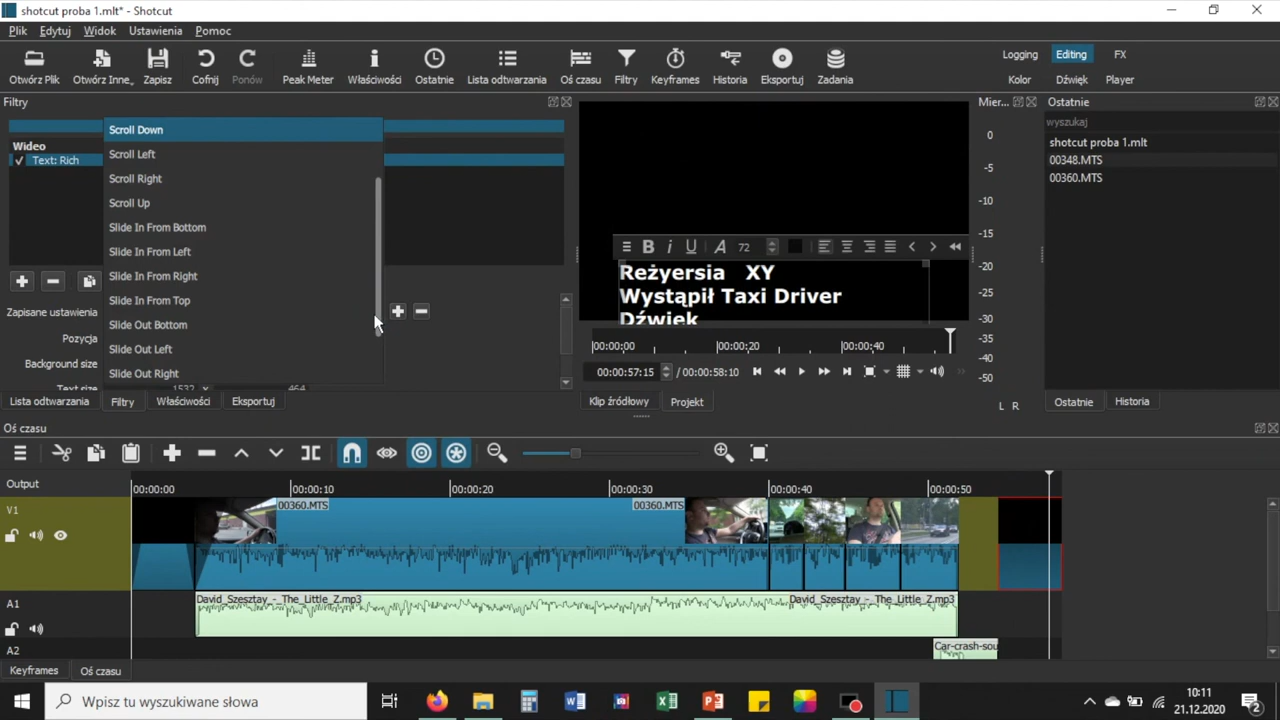 shotcut proba 1.mlt* - Shotcut
Plik Edytuj Widok Ustawienia Pomoc
Otwórz Plik Otwórz Inne.. Zapisz Cofnij Ponów Peak Meter Właściwości Ostatnie Lista odtwarzania Oś czasu Filtry Keyframes Historia Eksportuj Zadania
Logging Editing FX
Kolor Dźwięk Player
Filtry
Wideo
Text: Rich
Scroll Down
Scroll Left
Scroll Right
Scroll Up
Slide In From Bottom
Slide In From Left
Slide In From Right
Slide In From Top
Slide Out Bottom
Slide Out Left
Slide Out Right
Zapisane ustawienia
Pozycja
Background size
Text size 1532 x 464
Lista odtwarzania Filtry Właściwości Eksportuj
B i U A 72
Reżyersia XY
Wystąpił Taxi Driver
Dźwięk
00:00:00 00:00:20 00:00:40
00:00:57:15 / 00:00:58:10
Klip źródłowy Projekt
Mier...
0
-5
-10
-15
-20
-25
-30
-35
-40
-50
L R
Ostatnie
wyszukaj
shotcut proba 1.mlt
00348.MTS
00360.MTS
Ostatnie Historia
Oś czasu
Output 00:00:00 00:00:10 00:00:20 00:00:30 00:00:40 00:00:50
V1 00360.MTS 00360.MTS
A1 David_Szesztay_-_The_Little_Z.mp3 David_Szesztay_-_The_Little_Z.mp3
A2 Car-crash-sou
Keyframes Oś czasu
Wpisz tu wyszukiwane słowa
10:11
21.12.2020
2